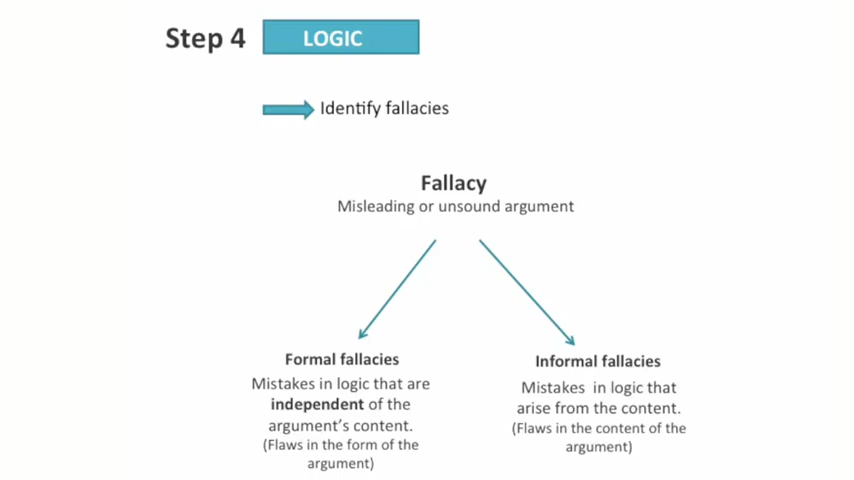 Step 4 LOGIC
Identify fallacies
Fallacy
Misleading or unsound argument
Formal fallacies
Mistakes in logic that are
independent of the
argument's content.
(Flaws in the form of the
argument)
Informal fallacies
Mistakes in logic that
arise from the content.
(Flaws in the content of the
argument)